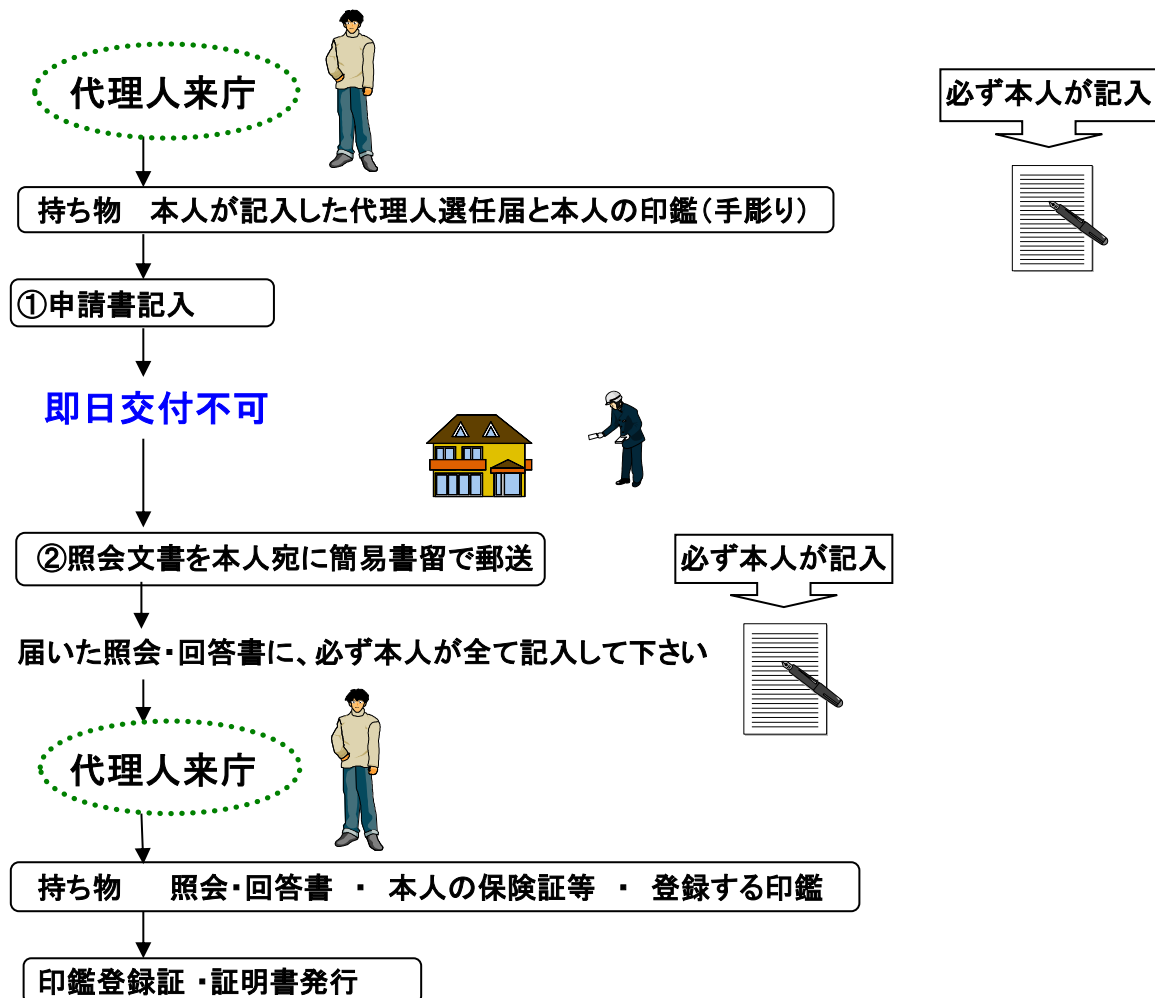 代理人来庁
必ず本人が記入
持ち物　本人が記入した代理人選任届と本人の印鑑（手彫り）
①申請書記入
即日交付不可
②照会文書を本人宛に簡易書留で郵送
必ず本人が記入
届いた照会・回答書に、必ず本人が全て記入して下さい
代理人来庁
持ち物　　照会・回答書　・　本人の保険証等　・　登録する印鑑
印鑑登録証・証明書発行